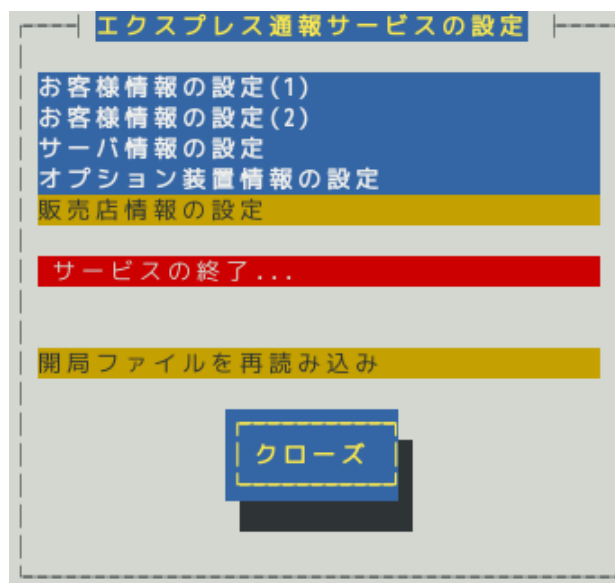 エクスプレス通報サービスの設定
お客様情報の設定(1)
お客様情報の設定(2)
サーバ情報の設定
オプション装置情報の設定
販売店情報の設定
サービスの終了...
開局ファイルを再読み込み
クローズ